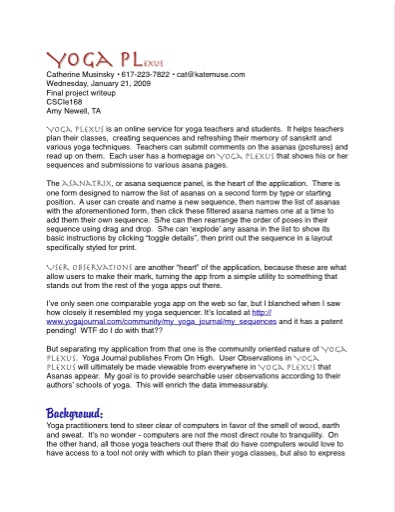 YOGA PLEXUS
Catherine Musinsky • 617-223-7822 • cat@katemuse.com
Wednesday, January 21, 2009
Final project writeup
CSCIe168
Amy Newell, TA
YOGA PLEXUS is an online service for yoga teachers and students.  It helps teachers
plan their classes,  creating sequences and refreshing their memory of sanskrit and
various yoga techniques.  Teachers can submit comments on the asanas (postures) and
read up on them.  Each user has a homepage on YOGA PLEXUS that shows his or her
sequences and submissions to various asana pages.
The ASANATRIX, or asana sequence panel, is the heart of the application.  There is
one form designed to narrow the list of asanas on a second form by type or starting
position.  A user can create and name a new sequence, then narrow the list of asanas
with the aforementioned form, then click these filtered asana names one at a time to
add them their own sequence.  S/he can then rearrange the order of poses in their
sequence using drag and drop.  S/he can 'explode' any asana in the list to show its
basic instructions by clicking "toggle details", then print out the sequence in a layout
specifically styled for print.
USER OBSERVATIONS are another "heart" of the application, because these are what
allow users to make their mark, turning the app from a simple utility to something that
stands out from the rest of the yoga apps out there.
I've only seen one comparable yoga app on the web so far, but I blanched when I saw
how closely it resembled my yoga sequencer. It's located at http://
www.yogajournal.com/community/my_yoga_journal/my_sequences and it has a patent
pending!  WTF do I do with that??
But separating my application from that one is the community oriented nature of YOGA
PLEXUS.  Yoga Journal publishes From On High.  User Observations in YOGA
PLEXUS will ultimately be made viewable from everywhere in YOGA PLEXUS that
Asanas appear.  My goal is to provide searchable user observations according to their
authors' schools of yoga.  This will enrich the data immeasurably.
Background:
Yoga practitioners tend to steer clear of computers in favor of the smell of wood, earth
and sweat.  It's no wonder - computers are not the most direct route to tranquility.  On
the other hand, all those yoga teachers out there that do have computers would love to
have access to a tool not only with which to plan their yoga classes, but also to express